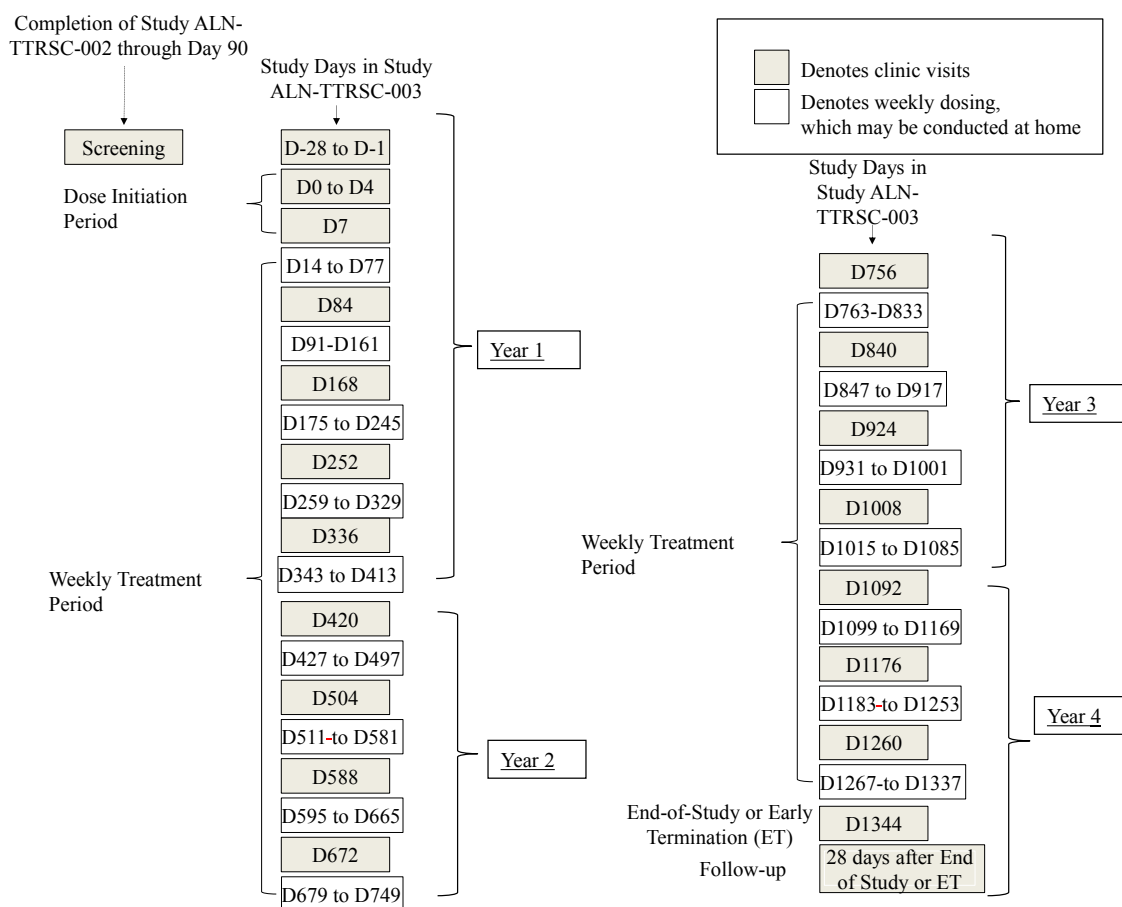 Completion of Study ALN-
TTRSC-002 through Day 90
Study Days in Study
ALN-TTRSC-003
Screening
D-28 to D-1
Dose Initiation
Period
D0 to D4
D7
D14 to D77
D84
D91-D161
D168
D175 to D245
D252
D259 to D329
D336
D343 to D413
Year 1
Weekly Treatment
Period
D420
D427 to D497
D504
D511-to D581
D588
D595 to D665
D672
D679 to D749
Year 2
Denotes clinic visits
Denotes weekly dosing,
which may be conducted at home
Study Days in
Study ALN-
TTRSC-003
D756
D763-D833
D840
D847 to D917
D924
D931 to D1001
D1008
D1015 to D1085
Year 3
Weekly Treatment
Period
D1092
D1099 to D1169
D1176
D1183-to D1253
D1260
D1267-to D1337
Year 4
End-of-Study or Early
Termination (ET)
D1344
Follow-up
28 days after End
of Study or ET